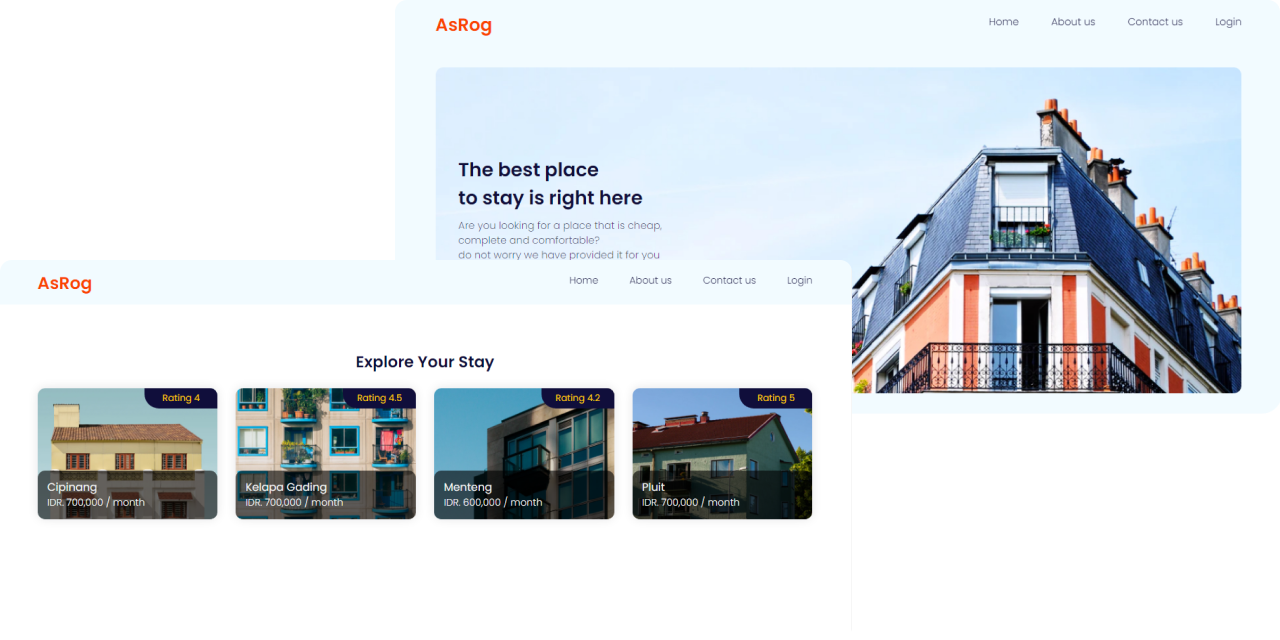 AsRog
Home
About us
Contact us
Login
The best place
to stay is right here
Are you looking for a place that is cheap,
complete and comfortable?
do not worry we have provided it for you
AsRog
Home
About us
Contact us
Login
Explore Your Stay
Rating 4
Cipinang
IDR. 700,000 / month
Rating 4.5
Kelapa Gading
IDR. 700,000 / month
Rating 4.2
Menteng
IDR. 600,000 / month
Rating 5
Pluit
IDR. 700,000 / month